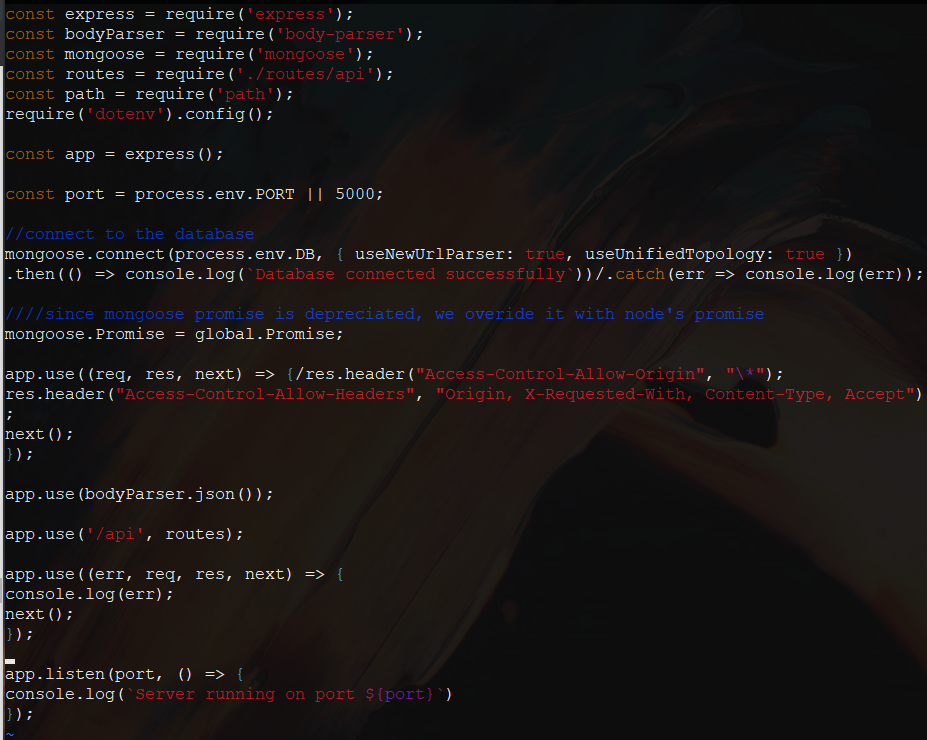 const express = require('express');
const bodyParser = require('body-parser');
const mongoose = require('mongoose');
const routes = require('./routes/api');
const path = require('path');
require('dotenv').config();
const app = express();
const port = process.env.PORT || 5000;
//connect to the database
mongoose.connect(process.env.DB, { useNewUrlParser: true, useUnifiedTopology: true })
.then(() => console.log(`Database connected successfully`))/.catch(err => console.log(err));
////since mongoose promise is depreciated, we overide it with node's promise
mongoose.Promise = global.Promise;
app.use((req, res, next) => {/res.header("Access-Control-Allow-Origin", "\*");
res.header("Access-Control-Allow-Headers", "Origin, X-Requested-With, Content-Type, Accept")
;
next();
});
app.use(bodyParser.json());
app.use('/api', routes);
app.use((err, req, res, next) => {
console.log(err);
next();
});
app.listen(port, () => {
console.log(`Server running on port ${port}`)
});
~